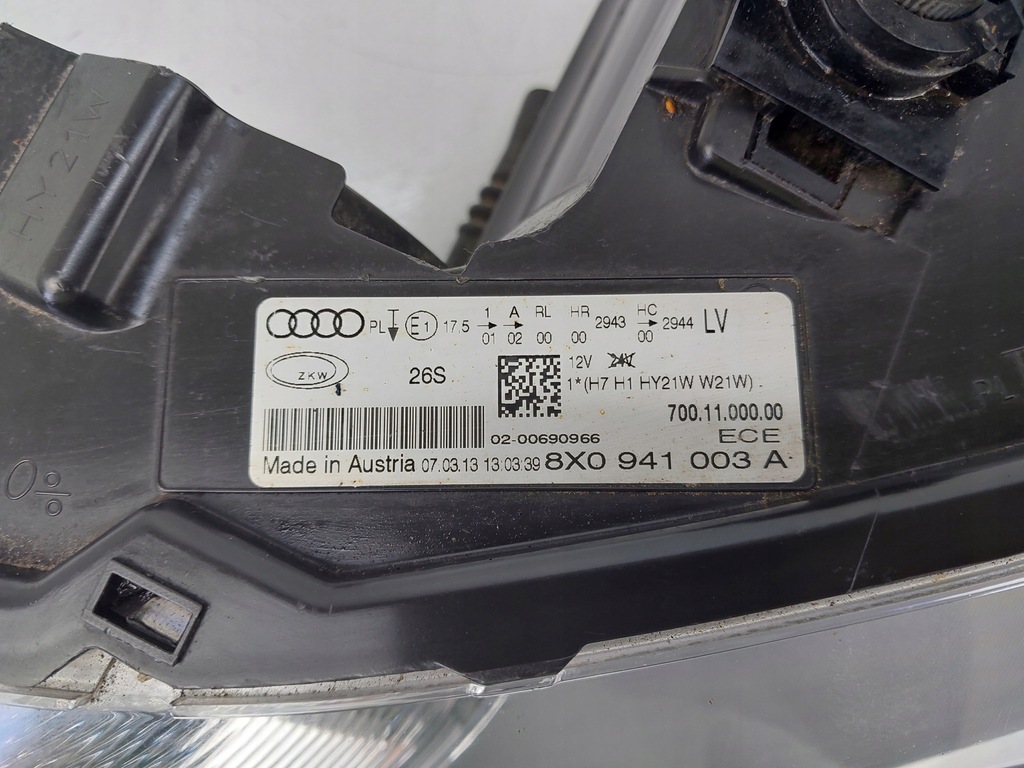 HY21W
PL E1 17.5 1 01 A 02 RL 00 HR 00 2943 HC 00 2944 LV
ZKW 26S 12V 24V
1*(H7 H1 HY21W W21W)
700.11.000.00
02-00690966 ECE
Made in Austria 07.03.13 13:03:39 8X0 941 003 A
0%